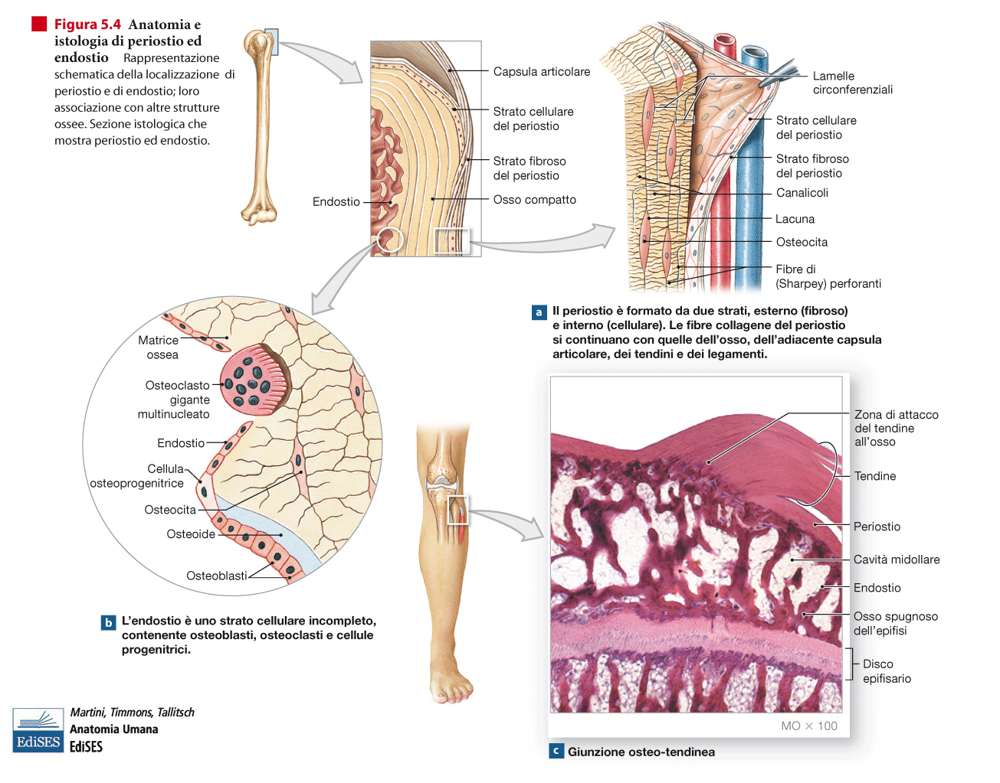 Figura 5.4 Anatomia e
istologia di periostio ed
endostio Rappresentazione
schematica della localizzazione di
periostio e di endostio; loro
associazione con altre strutture
ossee. Sezione istologica che
mostra periostio ed endostio.
Capsula articolare
Strato cellulare
del periostio
Strato fibroso
del periostio
Endostio
Osso compatto
Lamelle
circonferenziali
Strato cellulare
del periostio
Strato fibroso
del periostio
Canalicoli
Lacuna
Osteocita
Fibre di
(Sharpey) perforanti
a Il periostio è formato da due strati, esterno (fibroso)
e interno (cellulare). Le fibre collagene del periostio
si continuano con quelle dell'osso, dell'adiacente capsula
articolare, dei tendini e dei legamenti.
Matrice
ossea
Osteoclasto
gigante
multinucleato
Endostio
Cellula
osteoprogenitrice
Osteocita
Osteoide
Osteoblasti
b L'endostio è uno strato cellulare incompleto,
contenente osteoblasti, osteoclasti e cellule
progenitrici.
Zona di attacco
del tendine
all'osso
Tendine
Periostio
Cavità midollare
Endostio
Osso spugnoso
dell'epifisi
Disco
epifisario
MO × 100
c Giunzione osteo-tendinea
EdiSES
Martini, Timmons, Tallitsch
Anatomia Umana
EdiSES